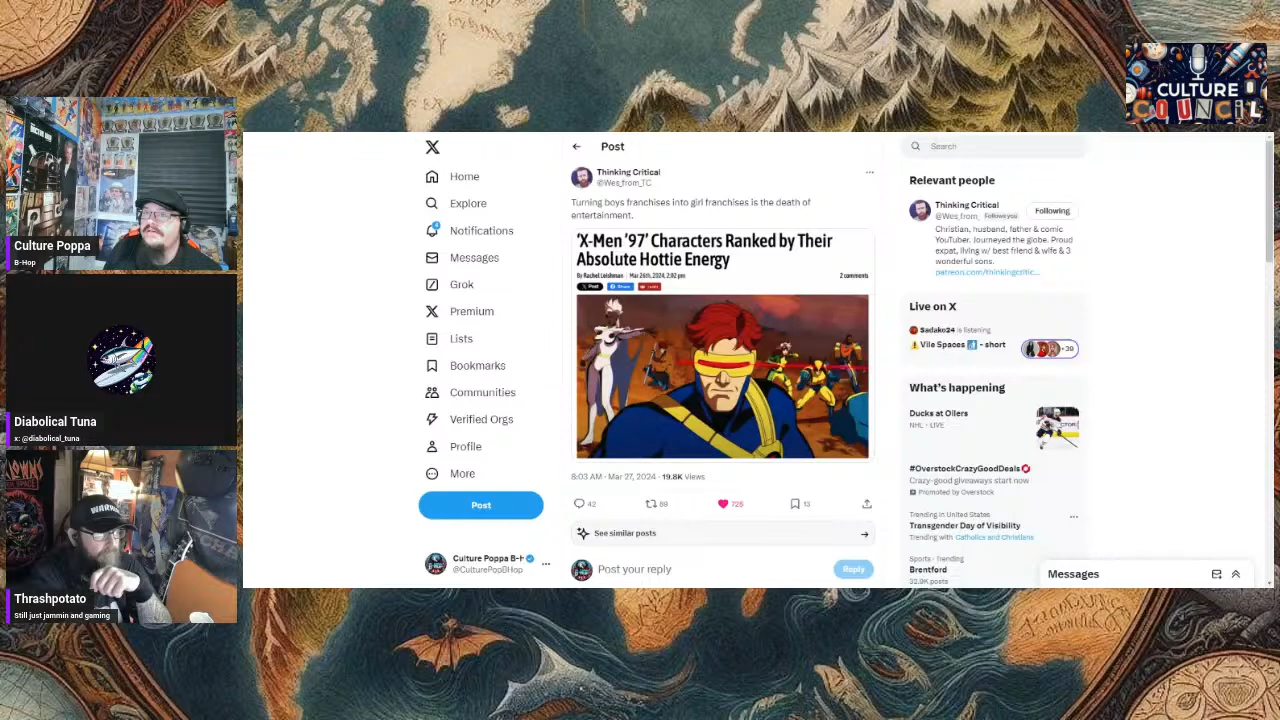 CULTURE
COUNCIL
Culture Poppa
B-Hop
Diabolical Tuna
x: @diabolical_tuna
WARN
Thrashpotato
Still just jammin and gaming
Home
Explore
Notifications
Messages
Grok
Premium
Lists
Bookmarks
Communities
Verified Orgs
Profile
More
Post
Culture Poppa B-H
@CulturePopBHop
Post
Thinking Critical
@Wes_from_TC
Turning boys franchises into girl franchises is the death of
entertainment.
'X-Men '97' Characters Ranked by Their
Absolute Hottie Energy
By Rachel Leishman | Mar 26th, 2024, 2:02 pm
2 comments
X Post
Share
8:03 AM · Mar 27, 2024 · 19.8K Views
42
89
725
13
See similar posts
Post your reply
Reply
Search
Relevant people
Thinking Critical
@Wes_from_ Follows you
Following
Christian, husband, father & comic
YouTuber. Journeyed the globe. Proud
expat, living w/ best friend & wife & 3
wonderful sons.
patreon.com/thinkingcritic...
Live on X
Sadako24 is listening
Vile Spaces - short
+39
What's happening
Ducks at Oilers
NHL · LIVE
#OverstockCrazyGoodDeals
Crazy-good giveaways start now
Promoted by Overstock
Trending in United States
Transgender Day of Visibility
Trending with Catholics and Christians
Sports · Trending
Brentford
32.9K posts
Messages